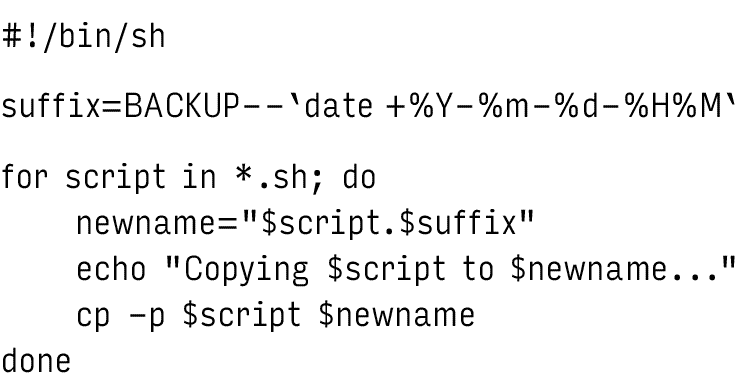 #!/bin/sh
suffix=BACKUP--`date +%Y-%m-%d-%H%M`
for script in *.sh; do
newname="$script.$suffix"
echo "Copying $script to $newname..."
cp -p $script $newname
done